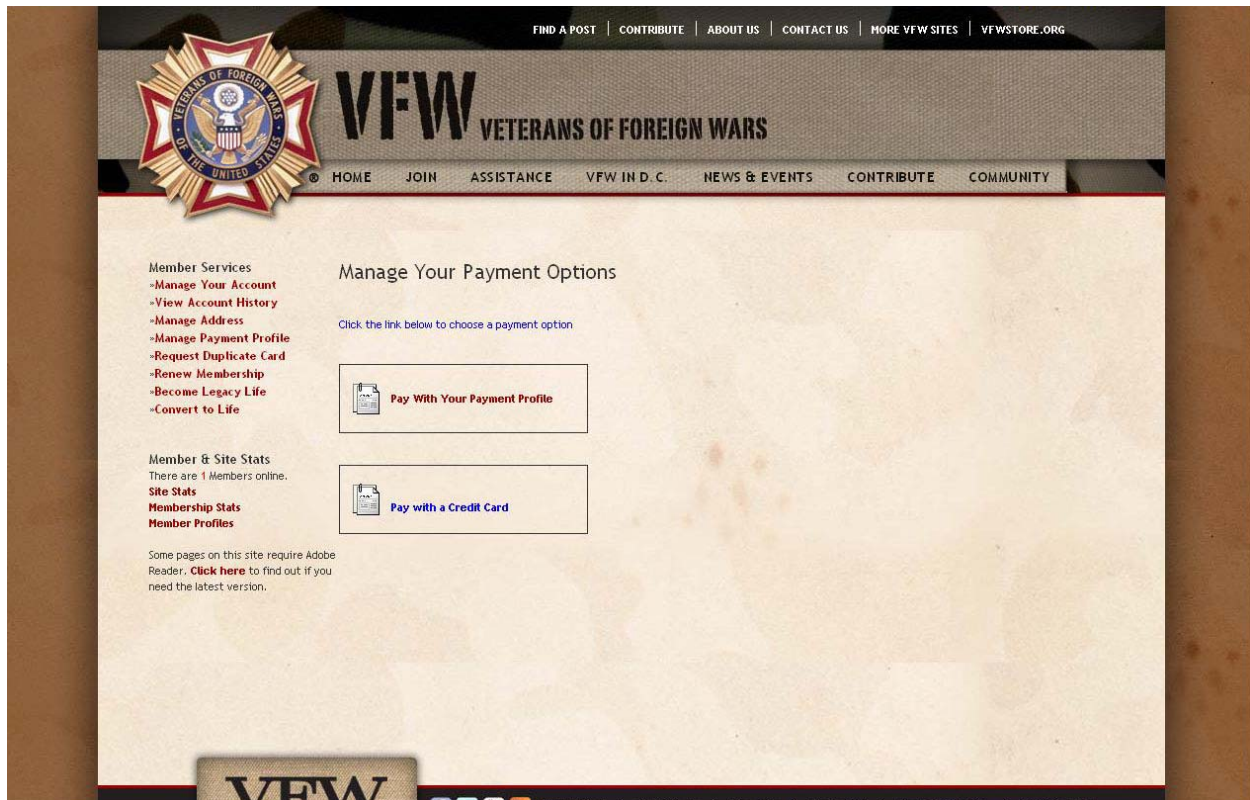 FIND A POST | CONTRIBUTE | ABOUT US | CONTACT US | MORE VFW SITES | VFWSTORE.ORG
VETERANS OF FOREIGN WARS
OF THE UNITED STATES
®
VFW VETERANS OF FOREIGN WARS
HOME JOIN ASSISTANCE VFW IN D.C. NEWS & EVENTS CONTRIBUTE COMMUNITY
Member Services
»Manage Your Account
»View Account History
»Manage Address
»Manage Payment Profile
»Request Duplicate Card
»Renew Membership
»Become Legacy Life
»Convert to Life
Member & Site Stats
There are 1 Members online.
Site Stats
Membership Stats
Member Profiles
Some pages on this site require Adobe
Reader. Click here to find out if you
need the latest version.
Manage Your Payment Options
Click the link below to choose a payment option
Pay With Your Payment Profile
Pay with a Credit Card
VFW